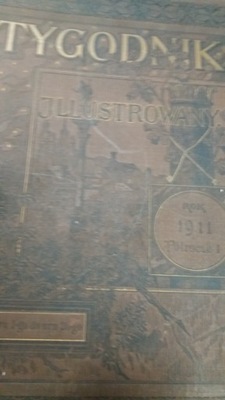 TYGODNIK
ILLUSTROWANY
ROK
1911
Półrocze I